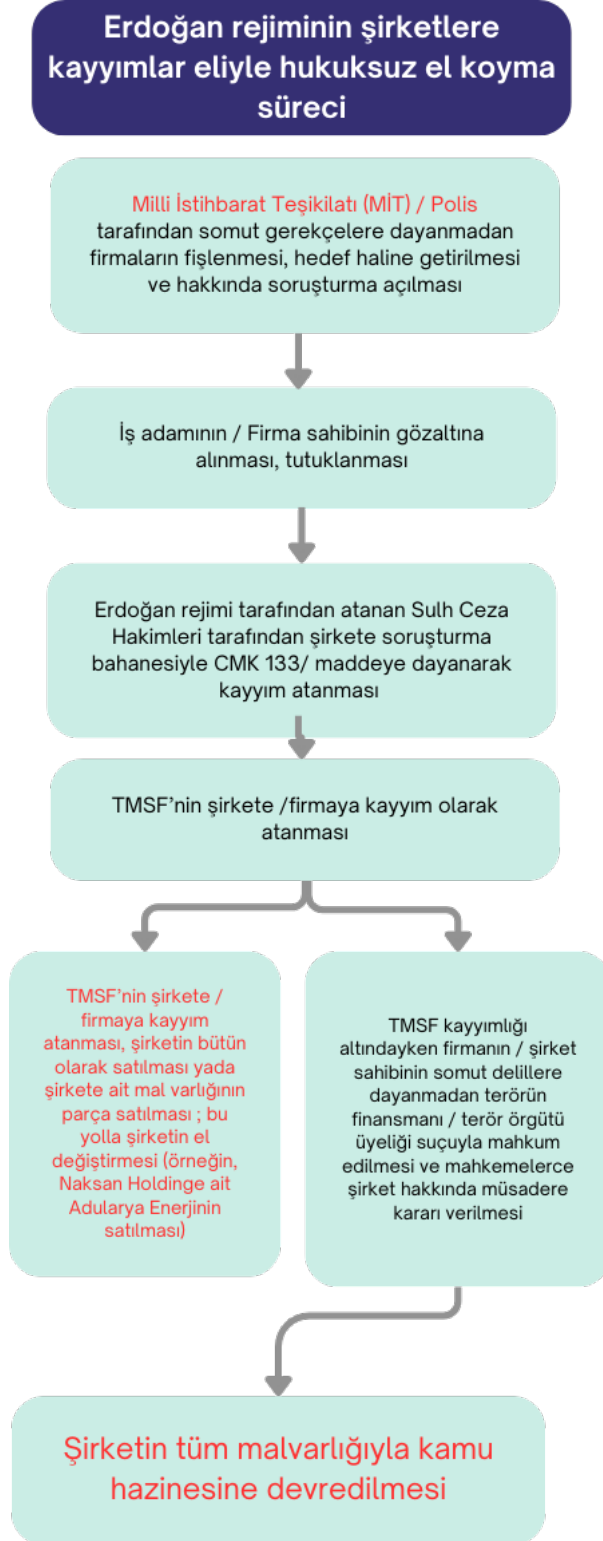 Erdoğan rejiminin şirketlere
kayyımlar eliyle hukuksuz el koyma
süreci
Milli İstihbarat Teşikilatı (MİT) / Polis
tarafından somut gerekçelere dayanmadan
firmaların fişlenmesi, hedef haline getirilmesi
ve hakkında soruşturma açılması
İş adamının / Firma sahibinin gözaltına
alınması, tutuklanması
Erdoğan rejimi tarafından atanan Sulh Ceza
Hakimleri tarafından şirkete soruşturma
bahanesiyle CMK 133/ maddeye dayanarak
kayyım atanması
TMSF’nin şirkete /firmaya kayyım olarak
atanması
TMSF’nin şirkete /
firmaya kayyım
atanması, şirketin bütün
olarak satılması yada
şirkete ait mal varlığının
parça satılması ; bu
yolla şirketin el
değiştirmesi (örneğin,
Naksan Holdinge ait
Adularya Enerjinin
satılması)
TMSF kayyımlığı
altındayken firmanın / şirket
sahibinin somut delillere
dayanmadan terörün
finansmanı / terör örgütü
üyeliği suçuyla mahkum
edilmesi ve mahkemelerce
şirket hakkında müsadere
kararı verilmesi
Şirketin tüm malvarlığıyla kamu
hazinesine devredilmesi